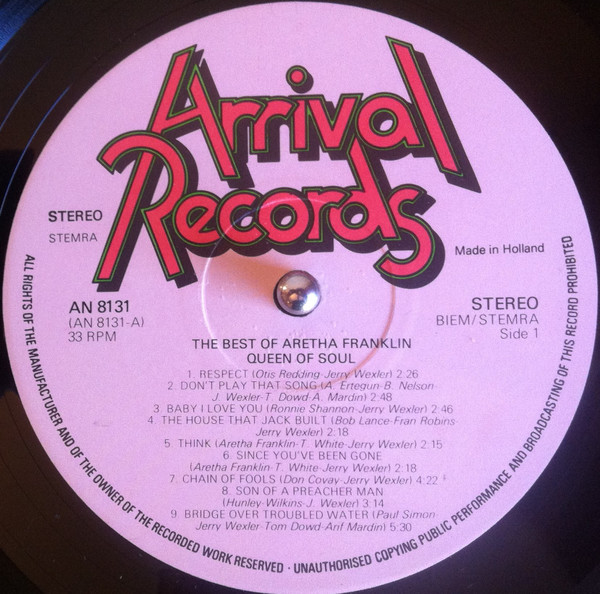 Arrival
Records
STEREO
STEMRA
Made in Holland
AN 8131
(AN 8131-A)
33 RPM
STEREO
BIEM/STEMRA
Side 1
THE BEST OF ARETHA FRANKLIN
QUEEN OF SOUL
1. RESPECT (Otis Redding-Jerry Wexler) 2:26
2. DON'T PLAY THAT SONG (A. Ertegun-B. Nelson-
J. Wexler-T. Dowd-A. Mardin) 2:48
3. BABY I LOVE YOU (Ronnie Shannon-Jerry Wexler) 2:46
4. THE HOUSE THAT JACK BUILT (Bob Lance-Fran Robins-
Jerry Wexler) 2:18
5. THINK (Aretha Franklin-T. White-Jerry Wexler) 2:15
6. SINCE YOU'VE BEEN GONE
(Aretha Franklin-T. White-Jerry Wexler) 2:18
7. CHAIN OF FOOLS (Don Covay-Jerry Wexler) 4:22
8. SON OF A PREACHER MAN
(Hunley-Wilkins-J. Wexler) 3:14
9. BRIDGE OVER TROUBLED WATER (Paul Simon-
Jerry Wexler-Tom Dowd-Arif Mardin) 5:30
ALL RIGHTS OF THE MANUFACTURER AND OF THE OWNER OF THE RECORDED WORK RESERVED - UNAUTHORISED COPYING PUBLIC PERFORMANCE AND BROADCASTING OF THIS RECORD PROHIBITED